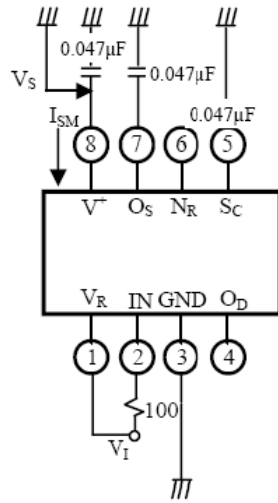 0.047μF
0.047μF
V_S
I_SM
0.047μF
8 7 6 5
V⁺ O_S N_R S_C
V_R IN GND O_D
1 2 3 4
100
V_I